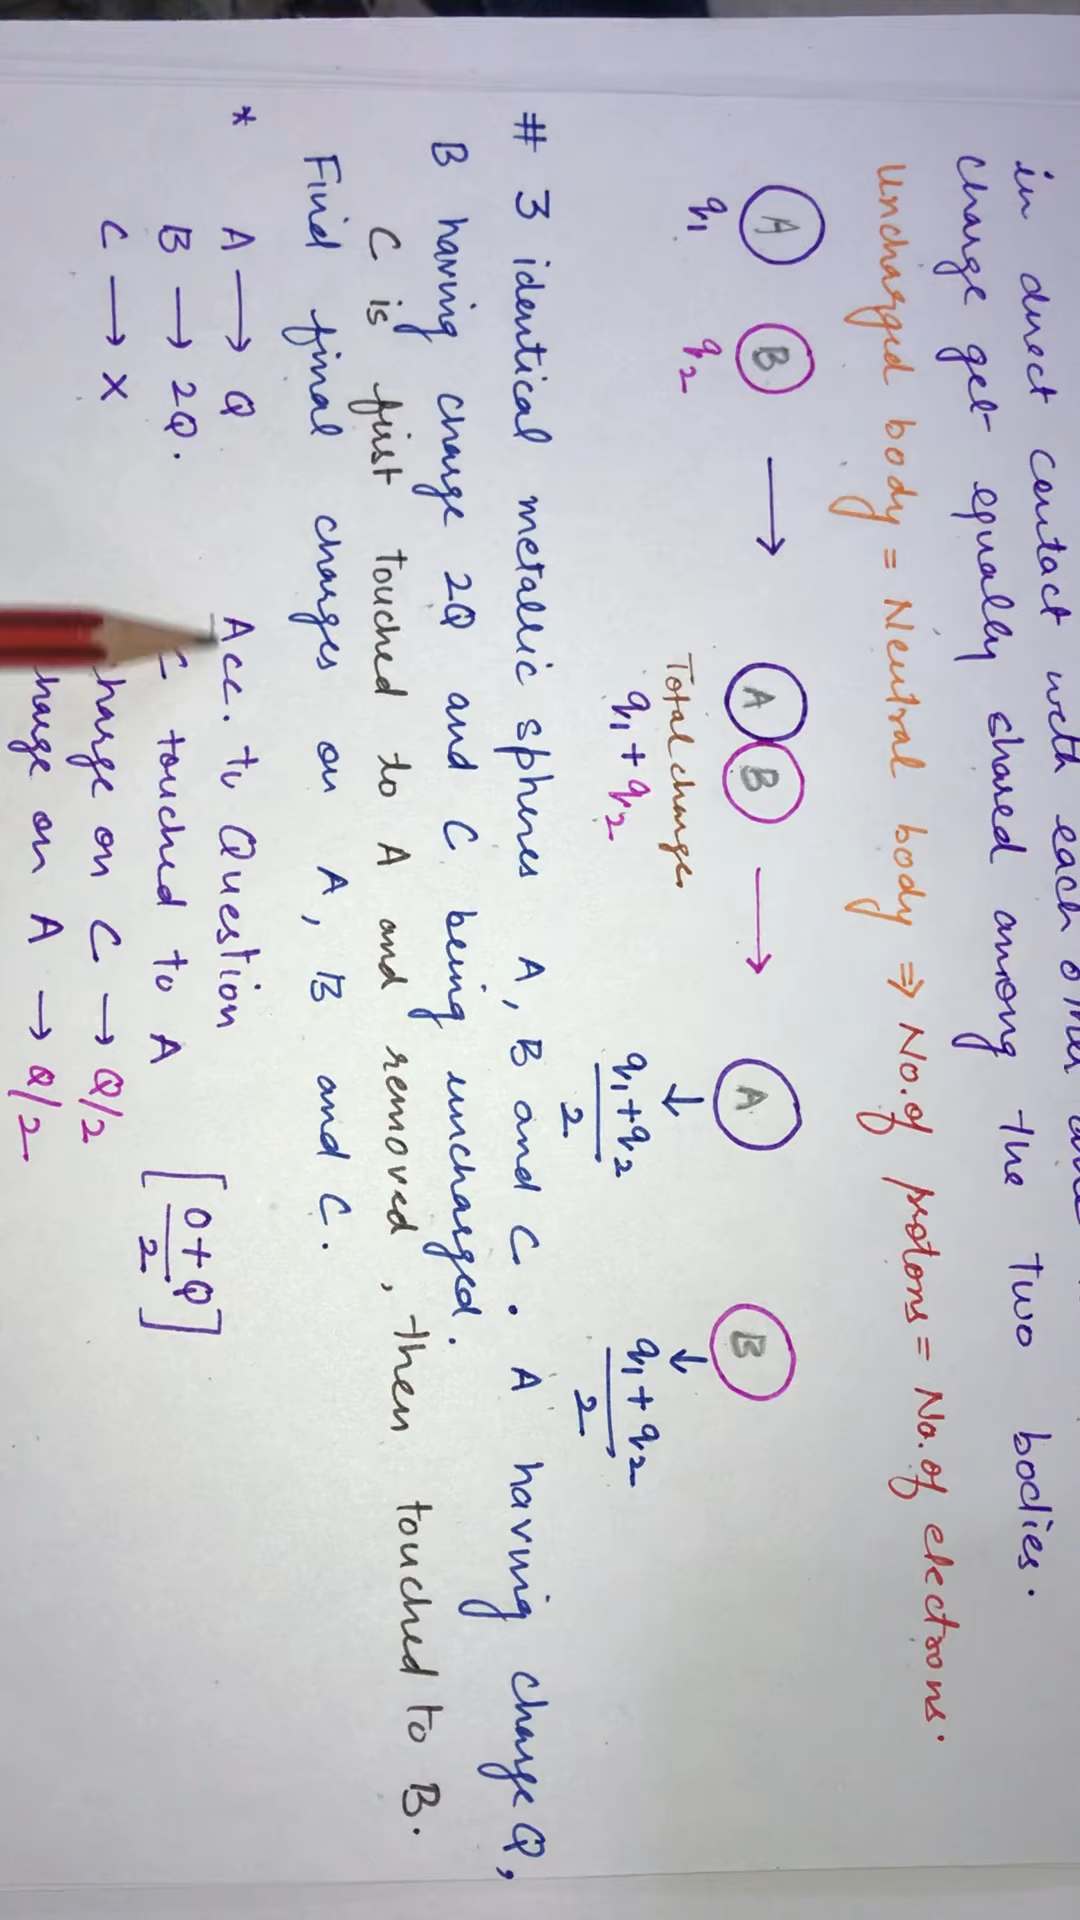 in direct contact with each other
charge get equally shared among the two bodies.
Uncharged body = Neutral body ⇒ No. of protons = No. of electrons.
A B → A B → A B
q1 q2 Total charge. ↓ ↓
q1 + q2 q1+q2/2 q1+q2/2
# 3 identical metallic spheres A, B and C. A having charge Q,
B having charge 2Q and C being uncharged.
C is first touched to A and removed, then touched to B.
Find final charges on A, B and C.
* A → Q Acc. to Question
B → 2Q. C touched to A [0+Q/2]
C → X harge on C → Q/2
harge on A → Q/2